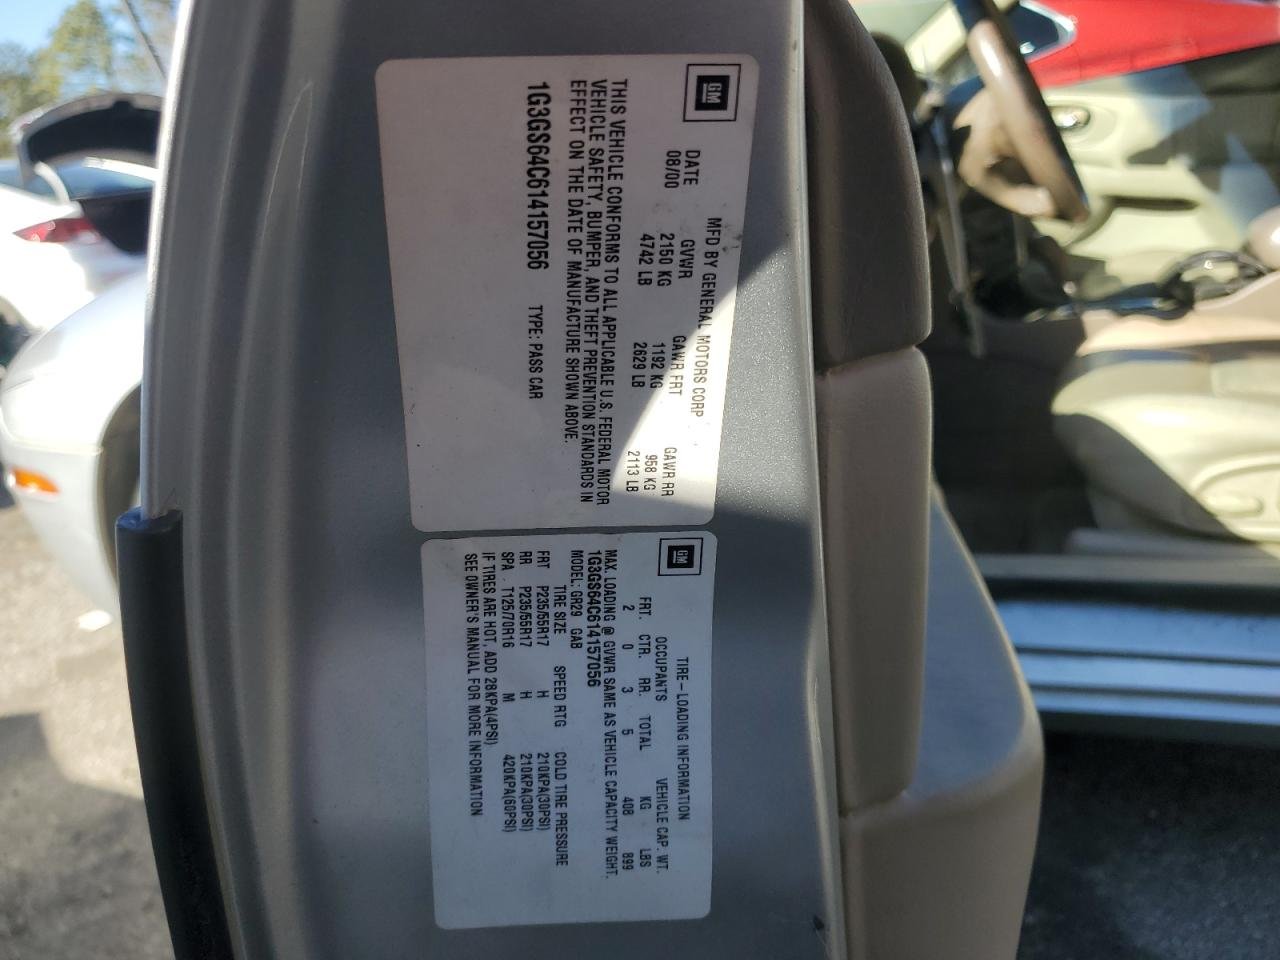 GM
MFD BY GENERAL MOTORS CORP
DATE GVWR GAWR FRT GAWR RR
08/00 2150 KG 1192 KG 958 KG
4742 LB 2629 LB 2113 LB
THIS VEHICLE CONFORMS TO ALL APPLICABLE U.S. FEDERAL MOTOR
VEHICLE SAFETY, BUMPER, AND THEFT PREVENTION STANDARDS IN
EFFECT ON THE DATE OF MANUFACTURE SHOWN ABOVE.
1G3GS64C614157056 TYPE: PASS CAR
GM
TIRE-LOADING INFORMATION
OCCUPANTS VEHICLE CAP. WT.
FRT. CTR. RR. TOTAL KG LBS
2 0 3 5 408 899
MAX. LOADING @ GVWR SAME AS VEHICLE CAPACITY WEIGHT.
1G3GS64C614157056
MODEL: GR29 GAB
TIRE SIZE SPEED RTG COLD TIRE PRESSURE
FRT P235/55R17 H 210KPA(30PSI)
RR P235/55R17 H 210KPA(30PSI)
SPA. T125/70R16 M 420KPA(60PSI)
IF TIRES ARE HOT, ADD 28KPA(4PSI)
SEE OWNER'S MANUAL FOR MORE INFORMATION